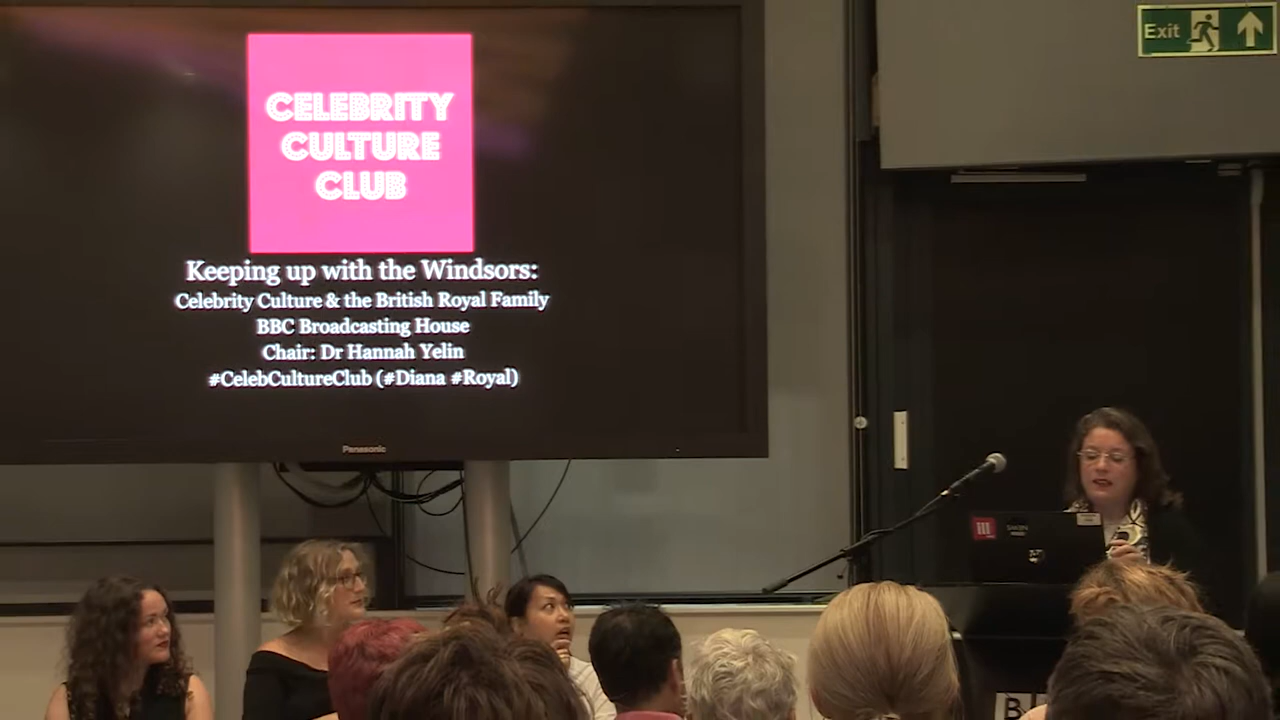 CELEBRITY
CULTURE
CLUB
Keeping up with the Windsors:
Celebrity Culture & the British Royal Family
BBC Broadcasting House
Chair: Dr Hannah Yelin
#CelebCultureClub (#Diana #Royal)
Panasonic
Exit